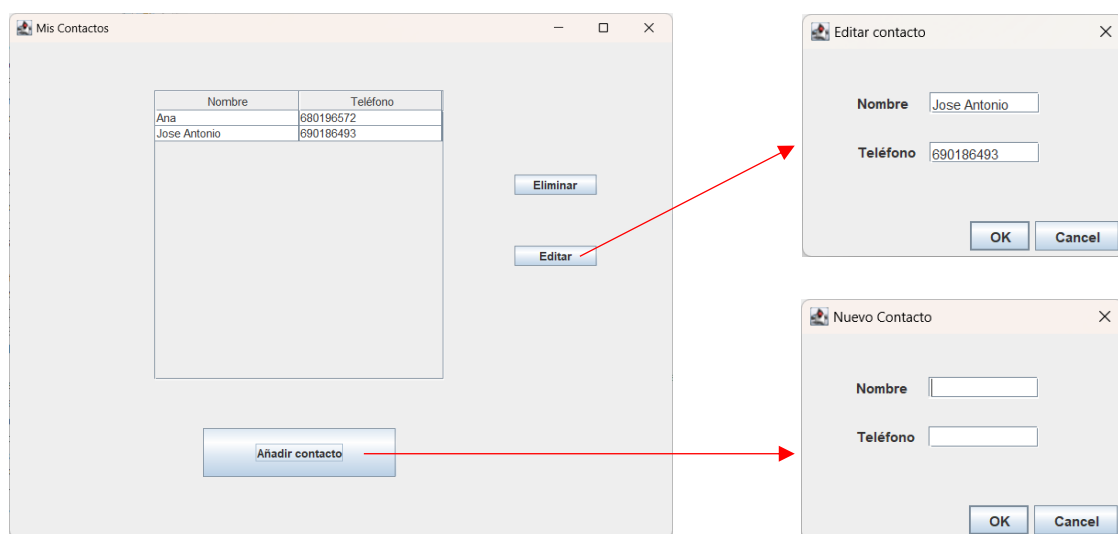 Mis Contactos
Nombre Teléfono
Ana 680196572
Jose Antonio 690186493
Eliminar
Editar
Añadir contacto
Editar contacto
Nombre Jose Antonio
Teléfono 690186493
OK Cancel
Nuevo Contacto
Nombre
Teléfono
OK Cancel